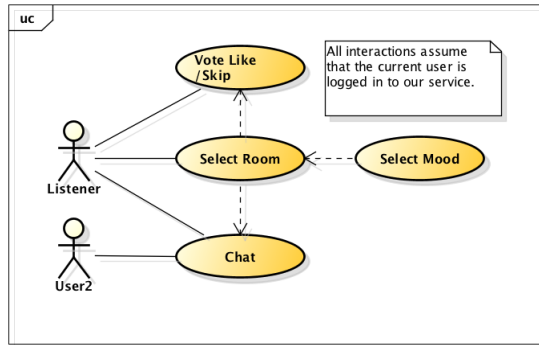 uc
Vote Like
/Skip
All interactions assume
that the current user is
logged in to our service.
Select Room
Select Mood
Listener
Chat
User2